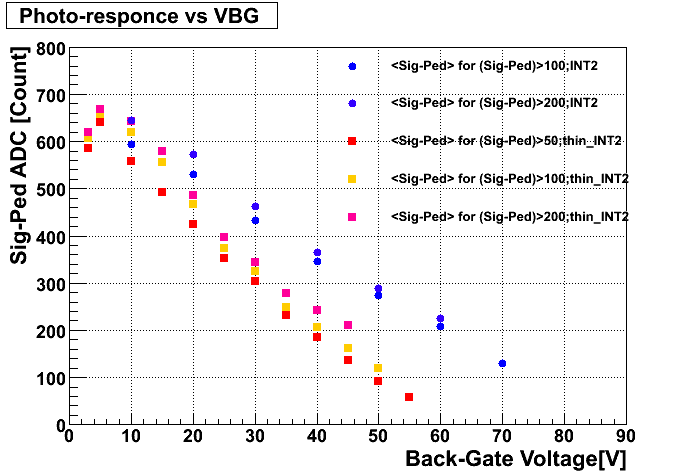 Photo-responce vs VBG
Sig-Ped ADC [Count]
800
700
600
500
400
300
200
100
0
<Sig-Ped> for (Sig-Ped)>100;INT2
<Sig-Ped> for (Sig-Ped)>200;INT2
<Sig-Ped> for (Sig-Ped)>50;thin_INT2
<Sig-Ped> for (Sig-Ped)>100;thin_INT2
<Sig-Ped> for (Sig-Ped)>200;thin_INT2
0 10 20 30 40 50 60 70 80 90
Back-Gate Voltage[V]